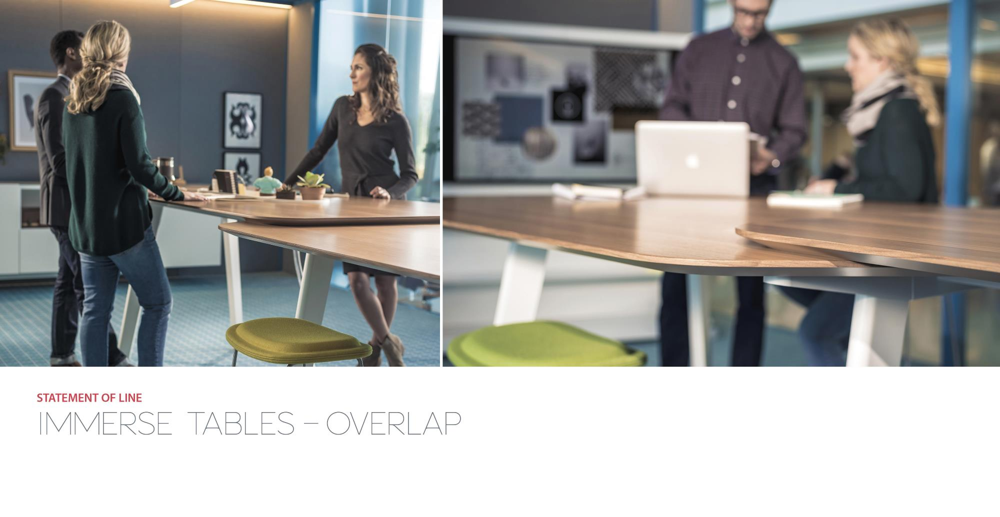 STATEMENT OF LINE
IMMERSE TABLES – OVERLAP